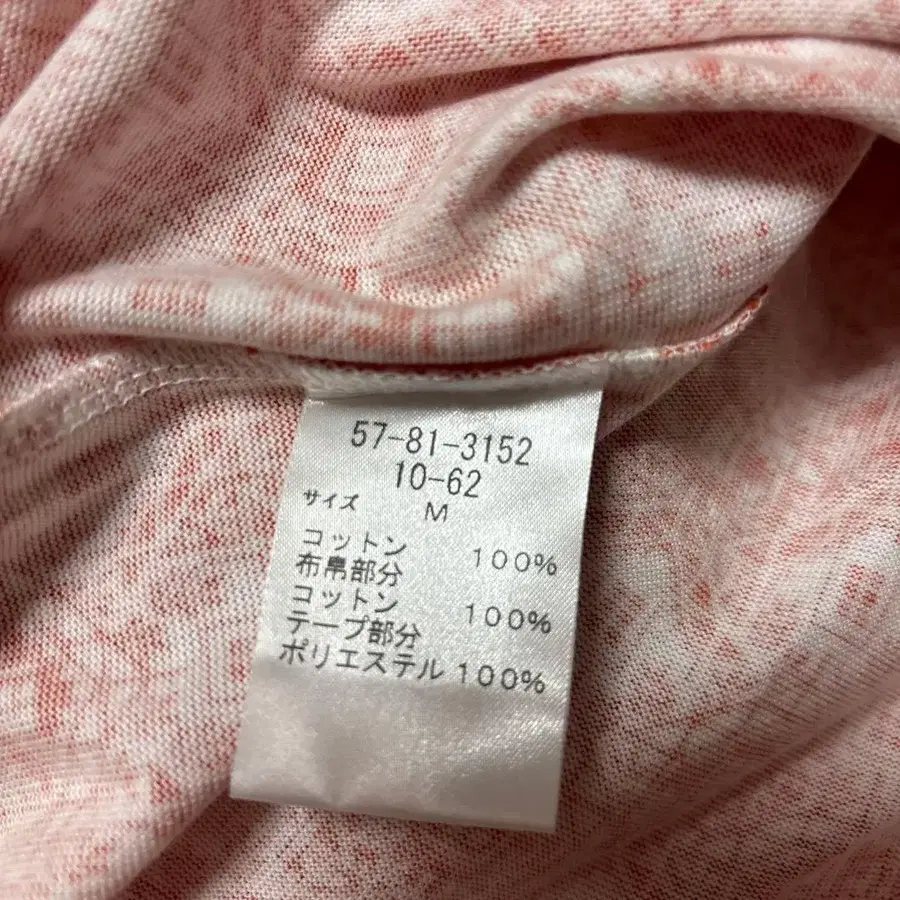 57-81-3152
10-62
サイズ M
コットン 100%
布帛部分
コットン 100%
テープ部分
ポリエステル 100%